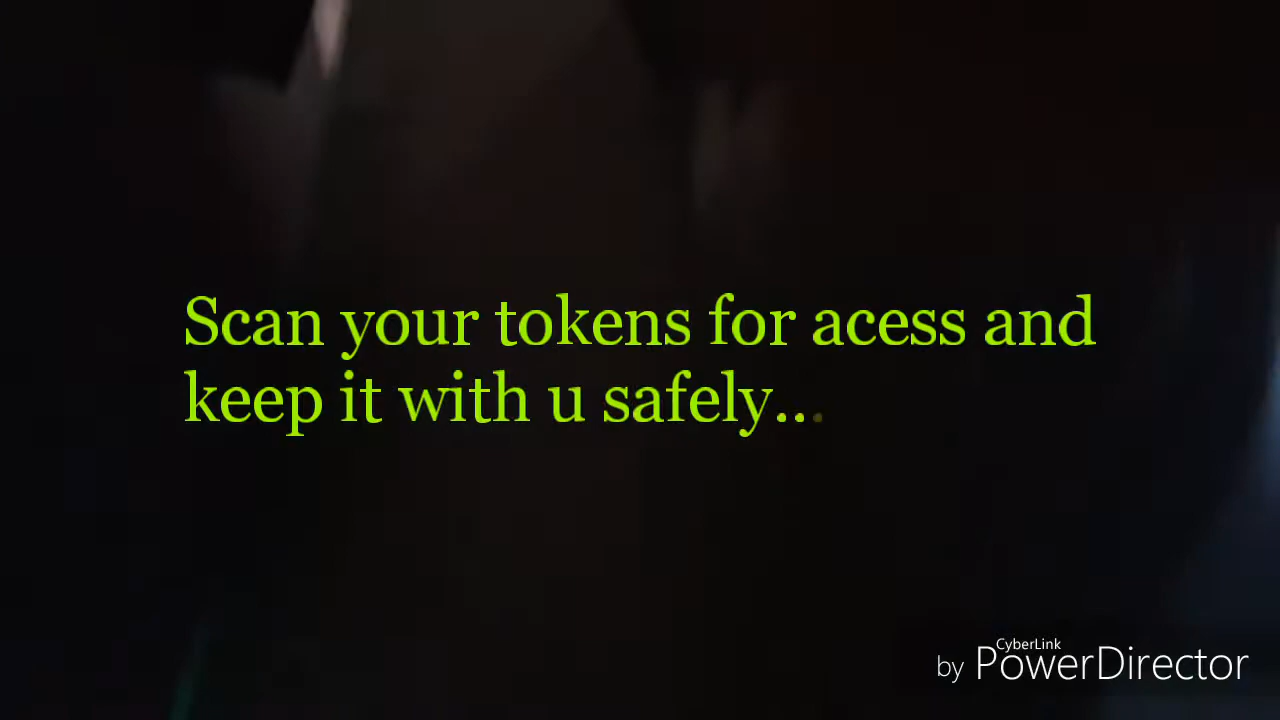 Scan your tokens for acess and
keep it with u safely...
CyberLink
by PowerDirector